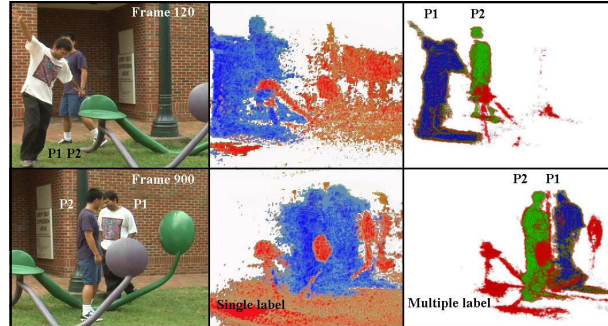 Frame 120
P1 P2
P1 P2
Frame 900
P2 P1
Single label
P2 P1
Multiple label